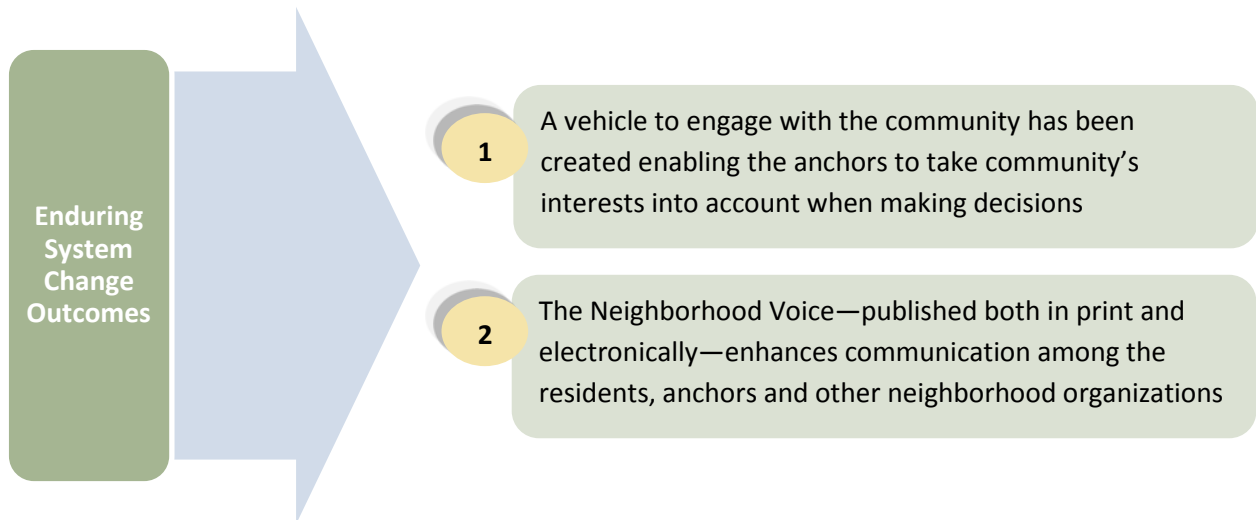 Enduring
System
Change
Outcomes
1
A vehicle to engage with the community has been
created enabling the anchors to take community’s
interests into account when making decisions
2
The Neighborhood Voice—published both in print and
electronically—enhances communication among the
residents, anchors and other neighborhood organizations